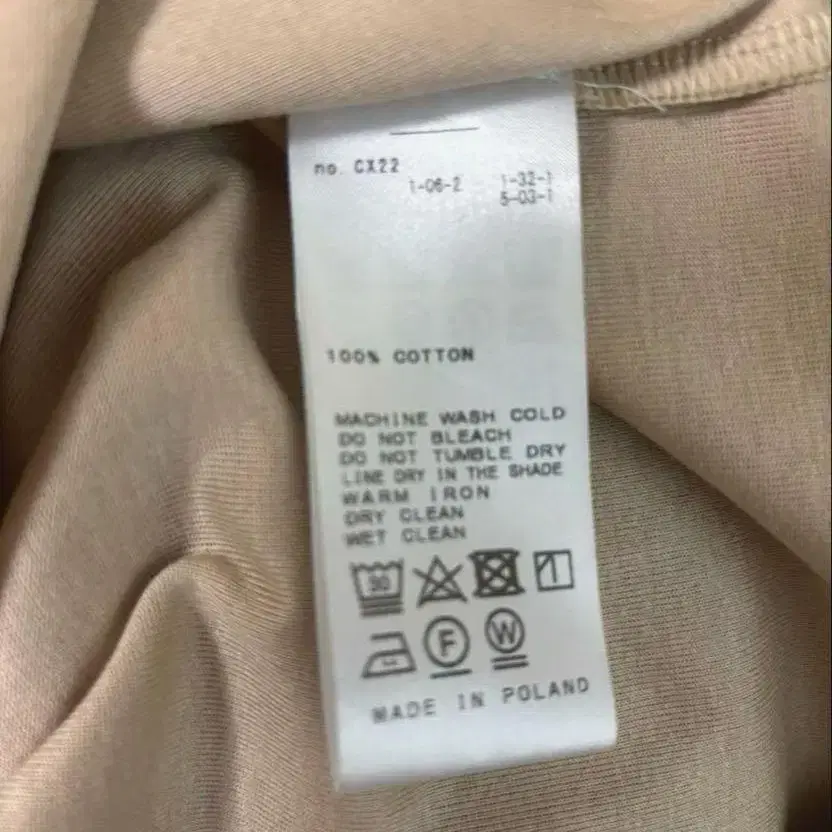 no. CX22
1-06-2 1-32-1
5-03-1
100% COTTON
MACHINE WASH COLD
DO NOT BLEACH
DO NOT TUMBLE DRY
LINE DRY IN THE SHADE
WARM IRON
DRY CLEAN
WET CLEAN
30
F W
MADE IN POLAND